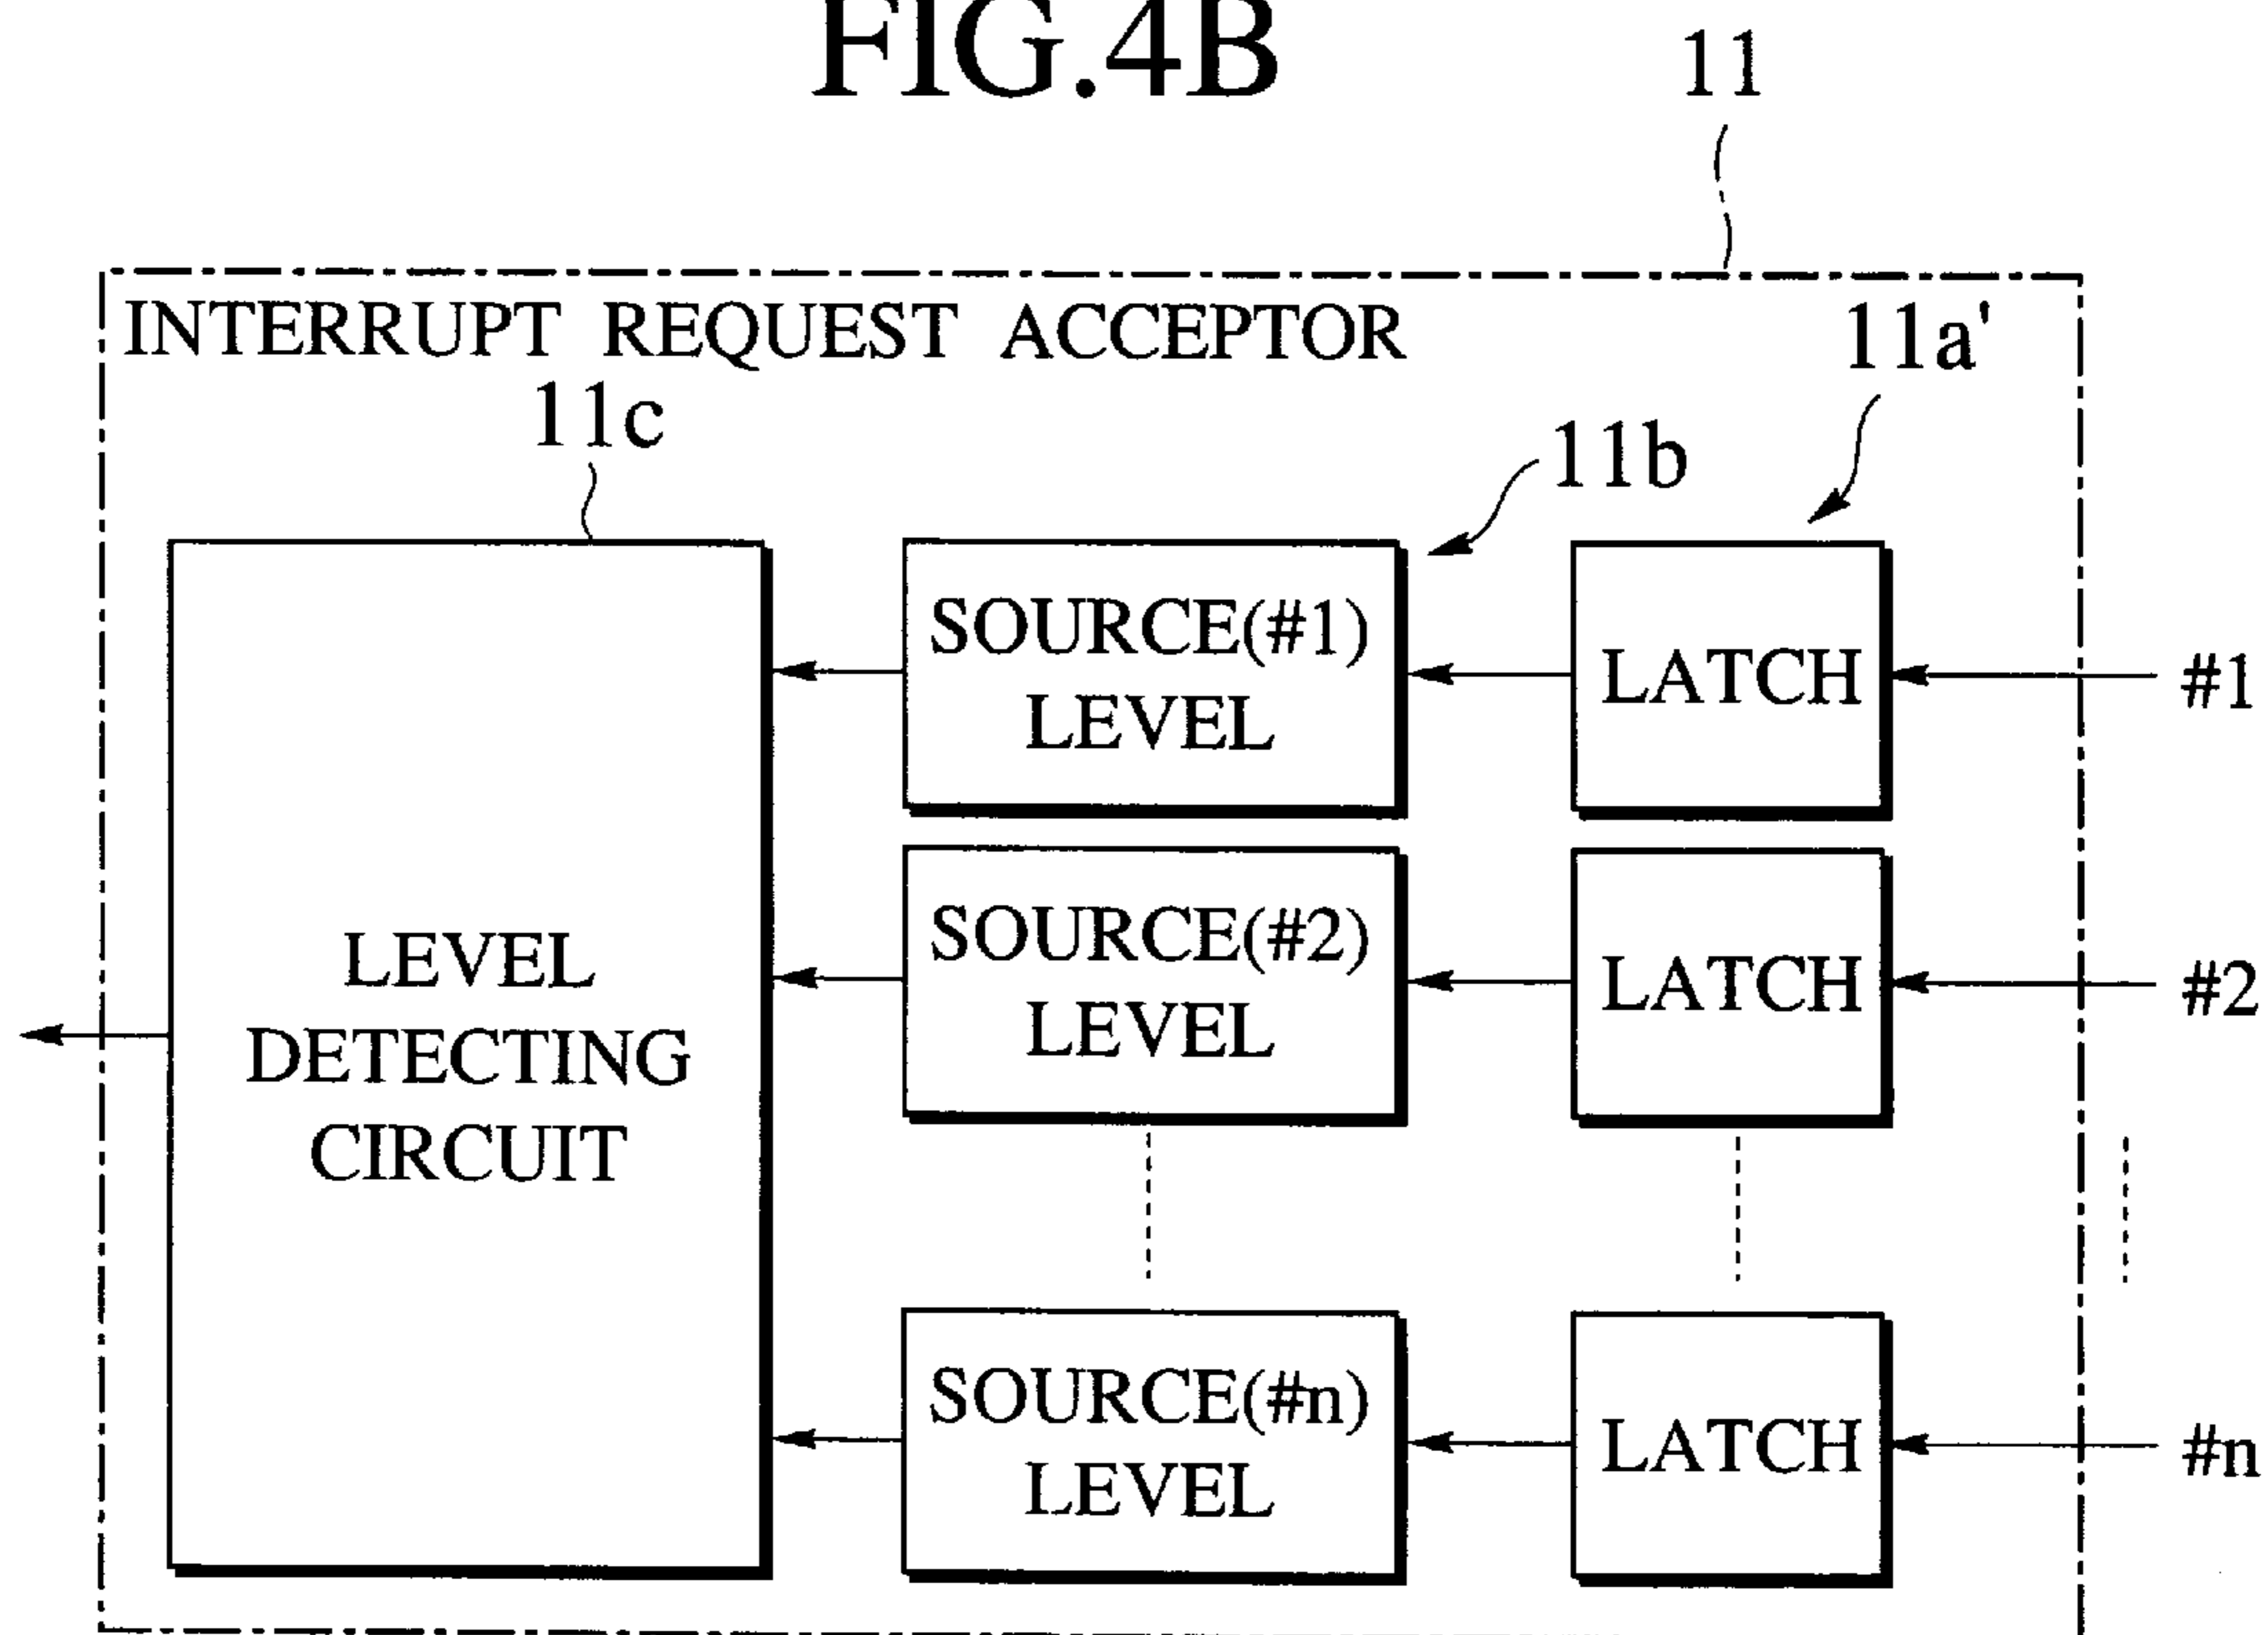 FIG.4B
11
INTERRUPT REQUEST ACCEPTOR
11a'
11c
11b
SOURCE(#1)
LEVEL
LATCH
#1
SOURCE(#2)
LEVEL
LATCH
#2
LEVEL
DETECTING
CIRCUIT
SOURCE(#n)
LEVEL
LATCH
#n